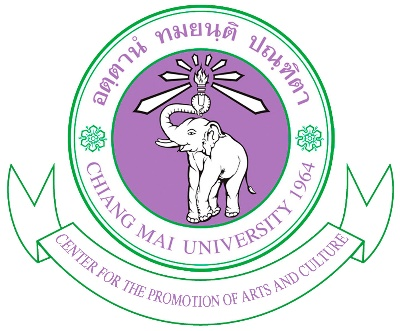 อตฺตานํ ทมยนฺติ ปณฺฑิตา
CHIANG MAI UNIVERSITY 1964
CENTER FOR THE PROMOTION OF ARTS AND CULTURE